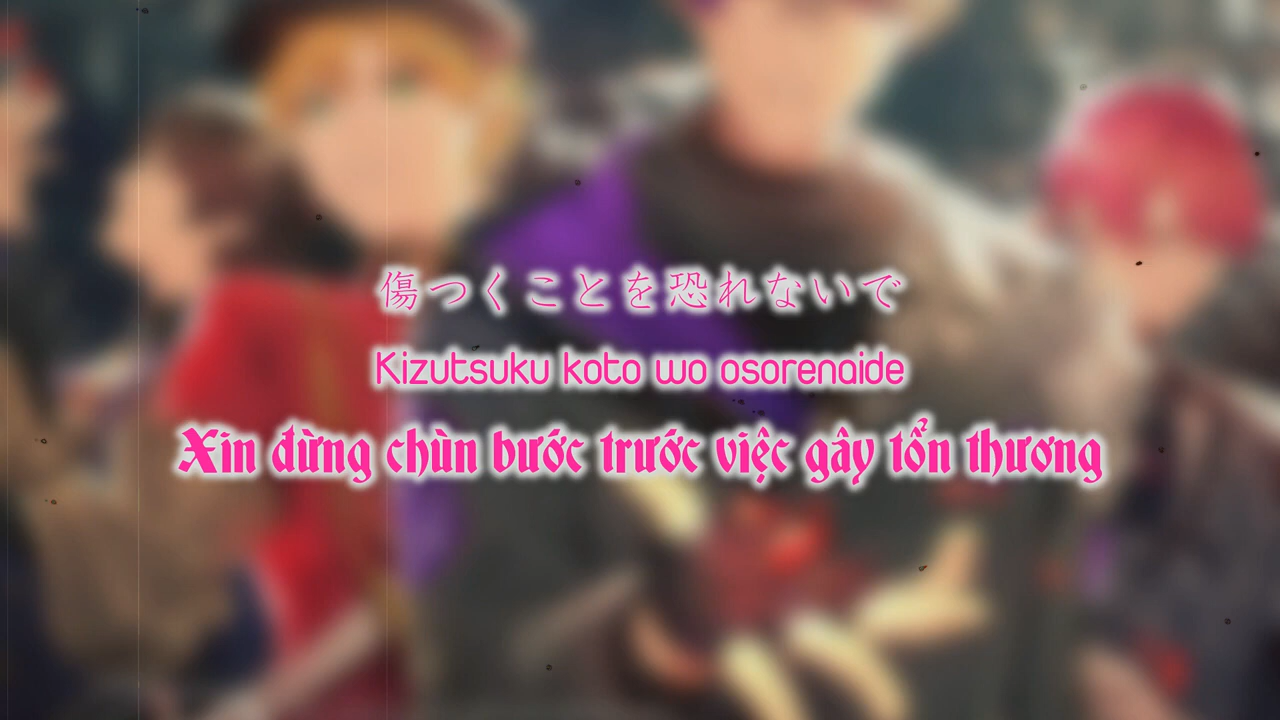 傷つくことを恐れないで
Kizutsuku koto wo osorenaide
Xin đừng chùn bước trước việc gây tổn thương